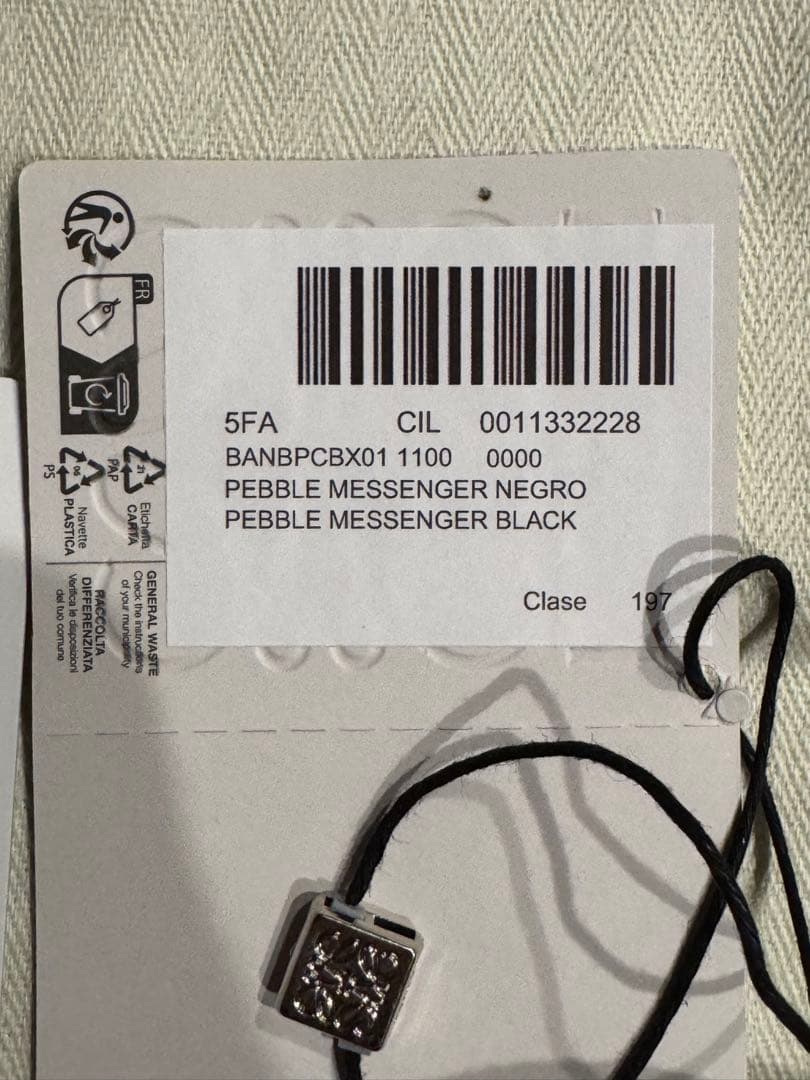 5FA CIL 0011332228
BANBPCBX01 1100 0000
PEBBLE MESSENGER NEGRO
PEBBLE MESSENGER BLACK
Clase 197
FR
21
PAP
Etichetta
CARTA
06
PS
Navette
PLASTICA
GENERAL WASTE
Check the instructions
of your municipality
RACCOLTA
DIFFERENZIATA
Verifica le disposizioni
del tuo comune